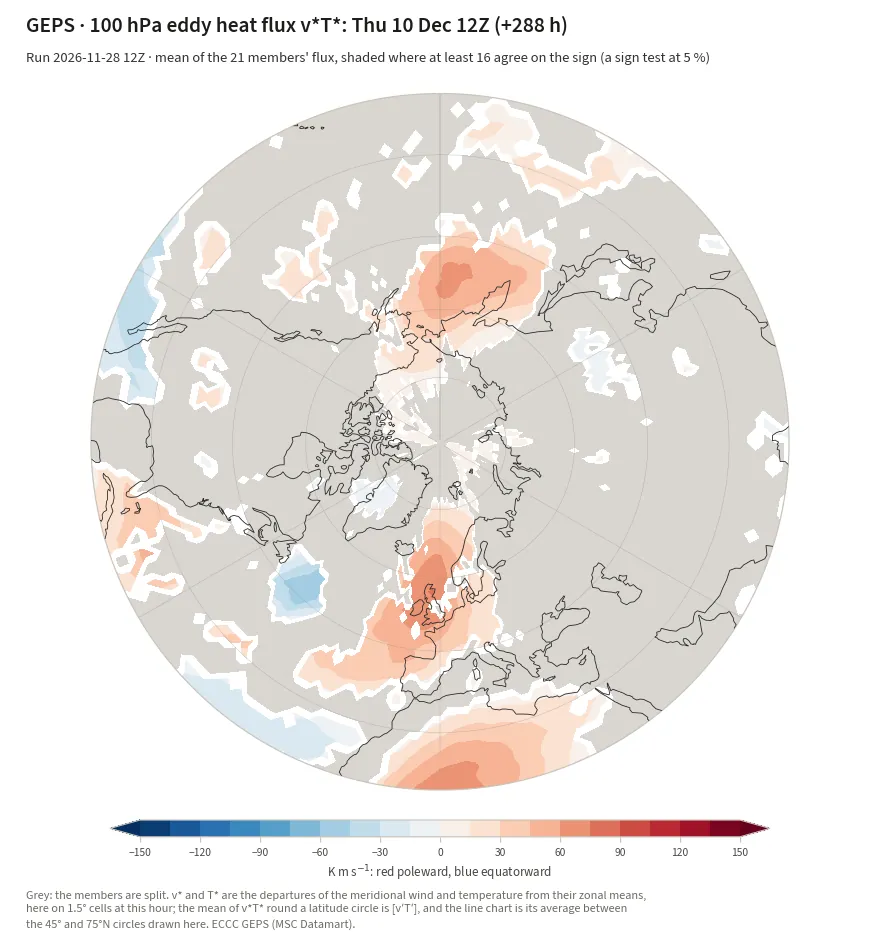 GEPS · 100 hPa eddy heat flux v*T*: Thu 10 Dec 12Z (+288 h)
Run 2026-11-28 12Z · mean of the 21 members' flux, shaded where at least 16 agree on the sign (a sign test at 5 %)
−150 −120 −90 −60 −30 0 30 60 90 120 150
K m s⁻¹: red poleward, blue equatorward
Grey: the members are split. v* and T* are the departures of the meridional wind and temperature from their zonal means,
here on 1.5° cells at this hour; the mean of v*T* round a latitude circle is [v′T′], and the line chart is its average between
the 45° and 75°N circles drawn here. ECCC GEPS (MSC Datamart).